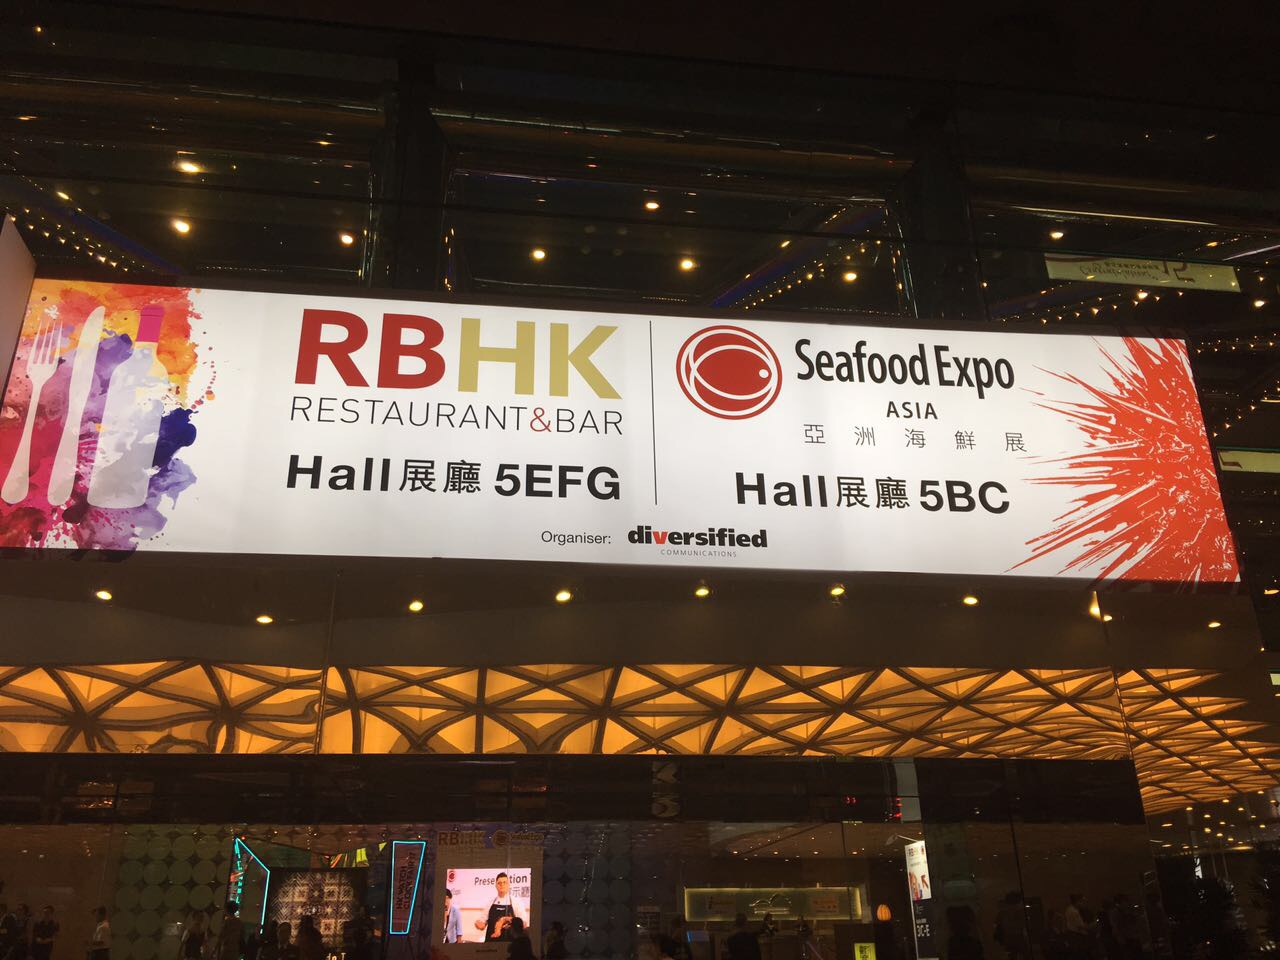 RBHK
RESTAURANT&BAR
Hall展廳 5EFG
Seafood Expo
ASIA
亞洲海鮮展
Hall展廳 5BC
Organiser: diversified
COMMUNICATIONS
RBHK